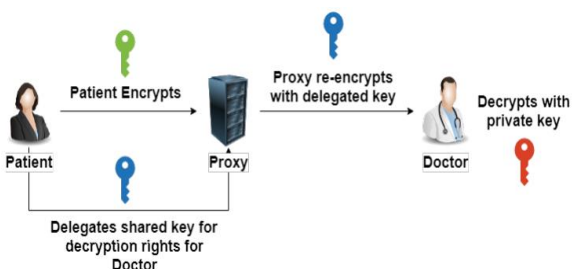 Patient Encrypts
Proxy re-encrypts
with delegated key
Decrypts with
private key
Patient
Proxy
Doctor
Delegates shared key for
decryption rights for
Doctor